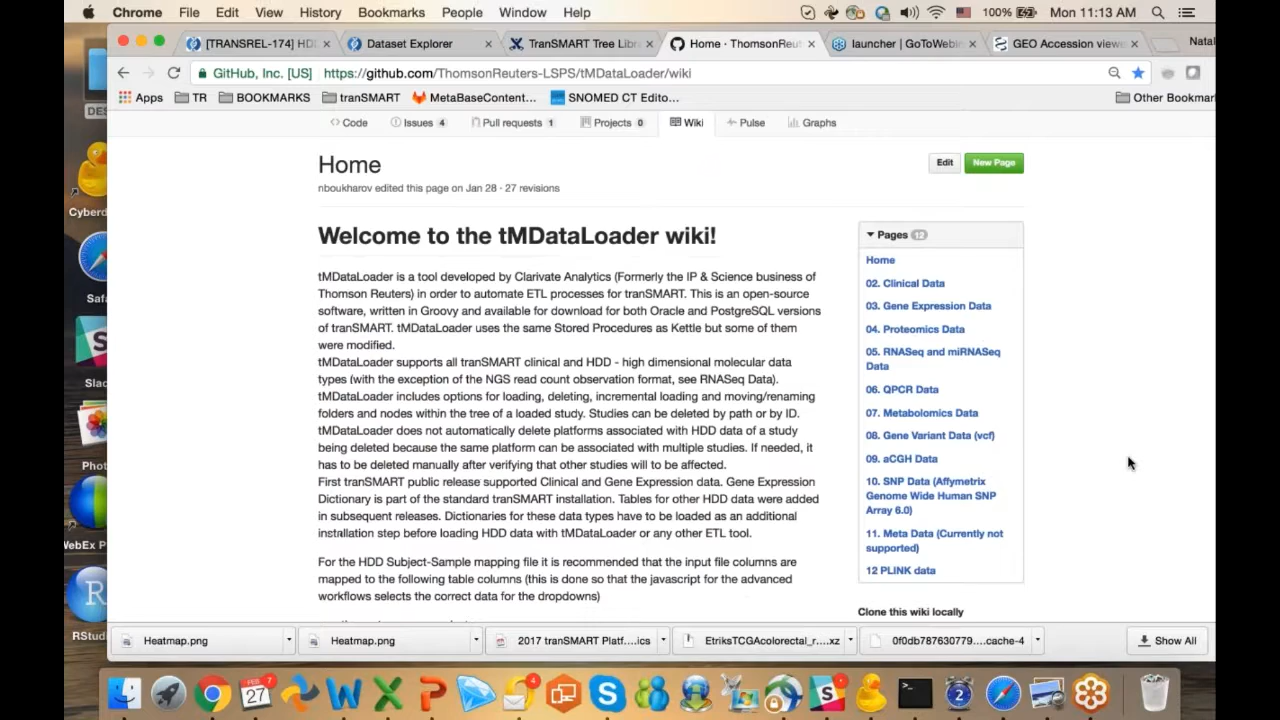 Chrome File Edit View History Bookmarks People Window Help 100% Mon 11:13 AM
[TRANSREL-174] HDI Dataset Explorer TranSMART Tree Libr Home · ThomsonReut launcher | GoToWebin GEO Accession viewe Natal
GitHub, Inc. [US] https://github.com/ThomsonReuters-LSPS/tMDataLoader/wiki
Apps TR BOOKMARKS tranSMART MetaBaseContent... SNOMED CT Edito... Other Bookmar
DES
Code Issues 4 Pull requests 1 Projects 0 Wiki Pulse Graphs
Home
Edit New Page
nboukharov edited this page on Jan 28 · 27 revisions
Welcome to the tMDataLoader wiki!
tMDataLoader is a tool developed by Clarivate Analytics (Formerly the IP & Science business of
Thomson Reuters) in order to automate ETL processes for tranSMART. This is an open-source
software, written in Groovy and available for download for both Oracle and PostgreSQL versions
of tranSMART. tMDataLoader uses the same Stored Procedures as Kettle but some of them
were modified.
tMDataLoader supports all tranSMART clinical and HDD - high dimensional molecular data
types (with the exception of the NGS read count observation format, see RNASeq Data).
tMDataLoader includes options for loading, deleting, incremental loading and moving/renaming
folders and nodes within the tree of a loaded study. Studies can be deleted by path or by ID.
tMDataLoader does not automatically delete platforms associated with HDD data of a study
being deleted because the same platform can be associated with multiple studies. If needed, it
has to be deleted manually after verifying that other studies will to be affected.
First tranSMART public release supported Clinical and Gene Expression data. Gene Expression
Dictionary is part of the standard tranSMART installation. Tables for other HDD data were added
in subsequent releases. Dictionaries for these data types have to be loaded as an additional
installation step before loading HDD data with tMDataLoader or any other ETL tool.
For the HDD Subject-Sample mapping file it is recommended that the input file columns are
mapped to the following table columns (this is done so that the javascript for the advanced
workflows selects the correct data for the dropdowns)
Pages 12
Home
02. Clinical Data
03. Gene Expression Data
04. Proteomics Data
05. RNASeq and miRNASeq
Data
06. QPCR Data
07. Metabolomics Data
08. Gene Variant Data (vcf)
09. aCGH Data
10. SNP Data (Affymetrix
Genome Wide Human SNP
Array 6.0)
11. Meta Data (Currently not
supported)
12 PLINK data
Clone this wiki locally
Cyberd
Safa
Slac
Phot
WebEx P
R
RStud
Heatmap.png Heatmap.png 2017 tranSMART Platf....ics EtriksTCGAcolorectal_r....xz 0f0db787630779....cache-4 Show All
FEB 7 27 4 2